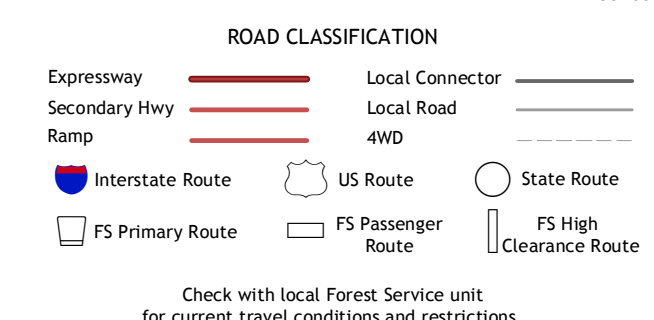 ROAD CLASSIFICATION
Expressway
Local Connector
Secondary Hwy
Local Road
Ramp
4WD
Interstate Route
US Route
State Route
FS Primary Route
FS Passenger
Route
FS High
Clearance Route
Check with local Forest Service unit
for current travel conditions and restrictions